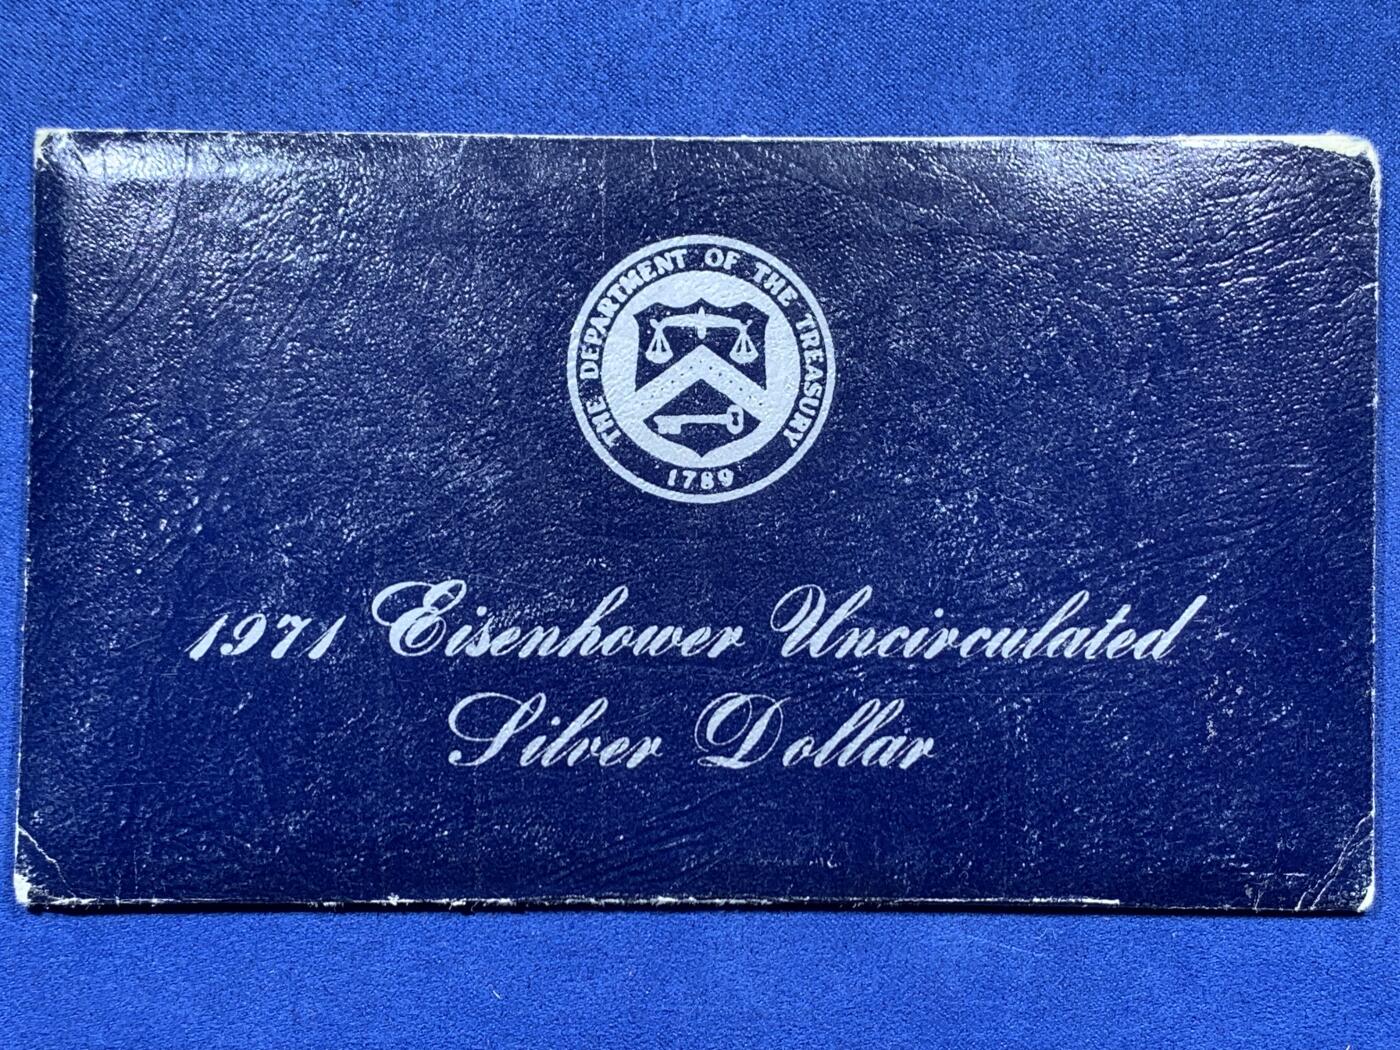 THE DEPARTMENT OF THE TREASURY
1789
1971 Eisenhower Uncirculated
Silver Dollar